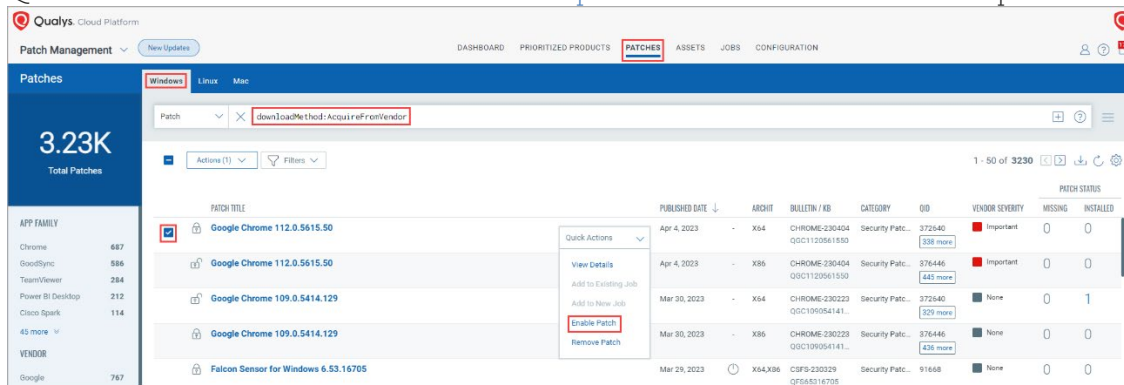 Qualys. Cloud Platform
Patch Management New Updates DASHBOARD PRIORITIZED PRODUCTS PATCHES ASSETS JOBS CONFIGURATION
Patches Windows Linux Mac
Patch downloadMethod:AcquireFromVendor
3.23K
Total Patches
Actions (1) Filters 1 - 50 of 3230
PATCH STATUS
PATCH TITLE PUBLISHED DATE ARCHIT BULLETIN / KB CATEGORY QID VENDOR SEVERITY MISSING INSTALLED
APP FAMILY
Chrome 687
GoodSync 586
TeamViewer 284
Power BI Desktop 212
Cisco Spark 114
45 more
VENDOR
Google 767
Google Chrome 112.0.5615.50 Apr 4, 2023 - X64 CHROME-230404 Security Patc... 372640 Important 0 0
QGC1120561550 338 more
Google Chrome 112.0.5615.50 Apr 4, 2023 - X86 CHROME-230404 Security Patc... 376446 Important 0 0
QGC1120561550 445 more
Google Chrome 109.0.5414.129 Mar 30, 2023 - X64 CHROME-230223 Security Patc... 372640 None 0 1
QGC109054141... 329 more
Google Chrome 109.0.5414.129 Mar 30, 2023 - X86 CHROME-230223 Security Patc... 376446 None 0 0
QGC109054141... 436 more
Falcon Sensor for Windows 6.53.16705 Mar 29, 2023 X64,X86 CSFS-230329 Security Patc... 91668 None 0 0
QFS65316705
Quick Actions
View Details
Add to Existing Job
Add to New Job
Enable Patch
Remove Patch